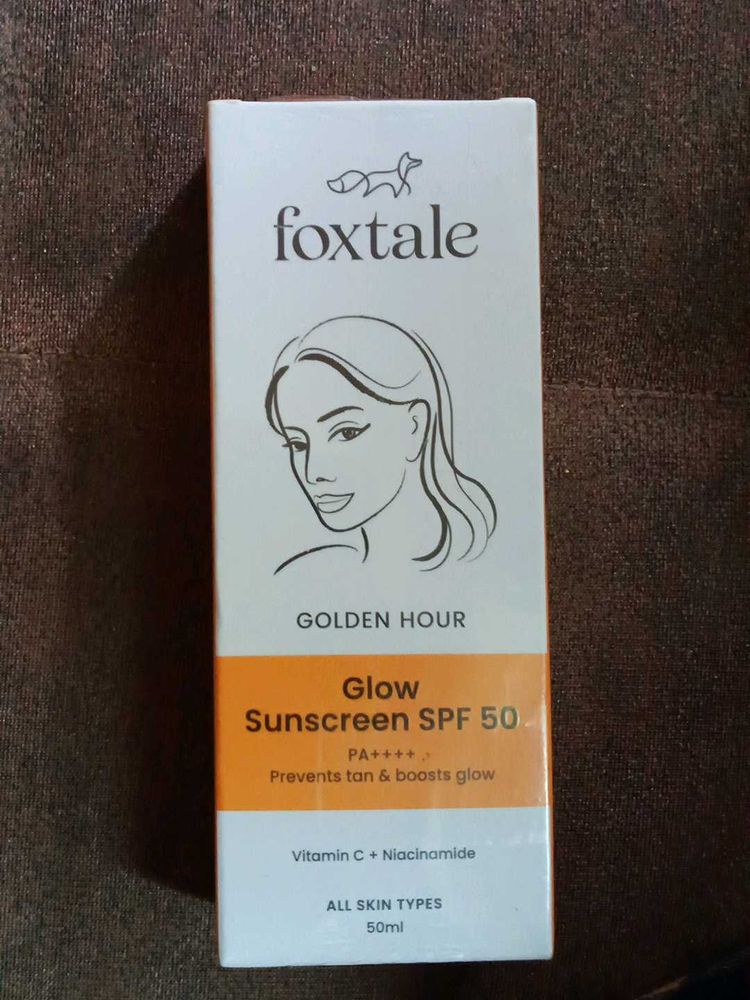 foxtale
GOLDEN HOUR
Glow
Sunscreen SPF 50
PA++++
Prevents tan & boosts glow
Vitamin C + Niacinamide
ALL SKIN TYPES
50ml